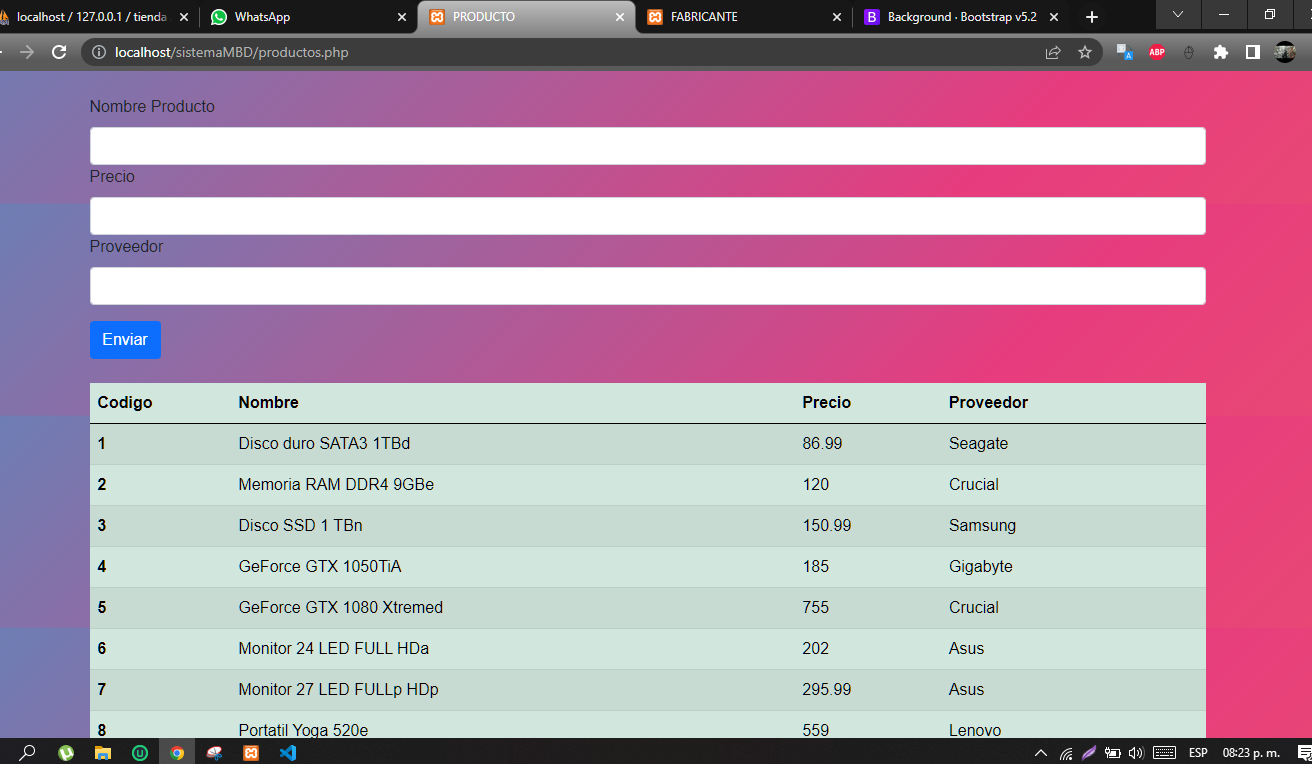 localhost / 127.0.0.1 / tienda
WhatsApp
PRODUCTO
FABRICANTE
B Background · Bootstrap v5.2
localhost/sistemaMBD/productos.php
ABP
Nombre Producto
Precio
Proveedor
Enviar
Codigo Nombre Precio Proveedor
1 Disco duro SATA3 1TBd 86.99 Seagate
2 Memoria RAM DDR4 9GBe 120 Crucial
3 Disco SSD 1 TBn 150.99 Samsung
4 GeForce GTX 1050TiA 185 Gigabyte
5 GeForce GTX 1080 Xtremed 755 Crucial
6 Monitor 24 LED FULL HDa 202 Asus
7 Monitor 27 LED FULLp HDp 295.99 Asus
8 Portatil Yoga 520e 559 Lenovo
ESP 08:23 p. m.